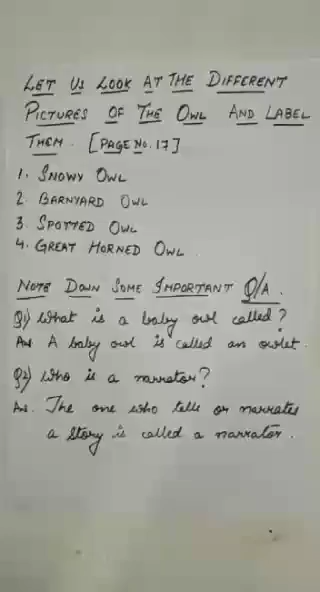 LET US LOOK AT THE DIFFERENT
PICTURES OF THE OWL AND LABEL
THEM. [PAGE NO. 17]
1. SNOWY OWL
2. BARNYARD OWL
3. SPOTTED OWL
4. GREAT HORNED OWL
NOTE DOWN SOME IMPORTANT Q/A.
Q1) What is a baby owl called?
Ans A baby owl is called an owlet.
Q2) Who is a narrator?
Ans. The one who tells or narrates
a story is called a narrator.